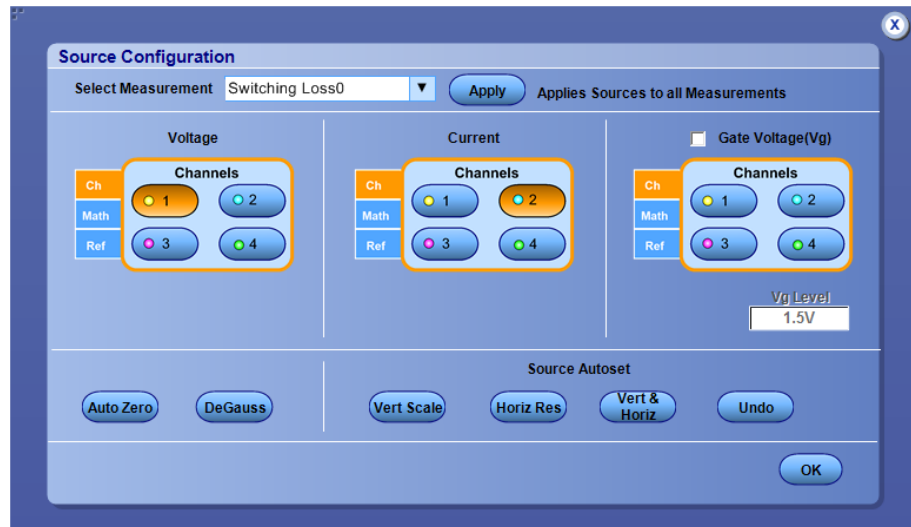 X
Source Configuration
Select Measurement Switching Loss0 Apply Applies Sources to all Measurements
Voltage
Channels
Ch
Math
Ref
1
2
3
4
Current
Channels
Ch
Math
Ref
1
2
3
4
Gate Voltage(Vg)
Channels
Ch
Math
Ref
1
2
3
4
Vg Level
1.5V
Auto Zero
DeGauss
Source Autoset
Vert Scale
Horiz Res
Vert &
Horiz
Undo
OK